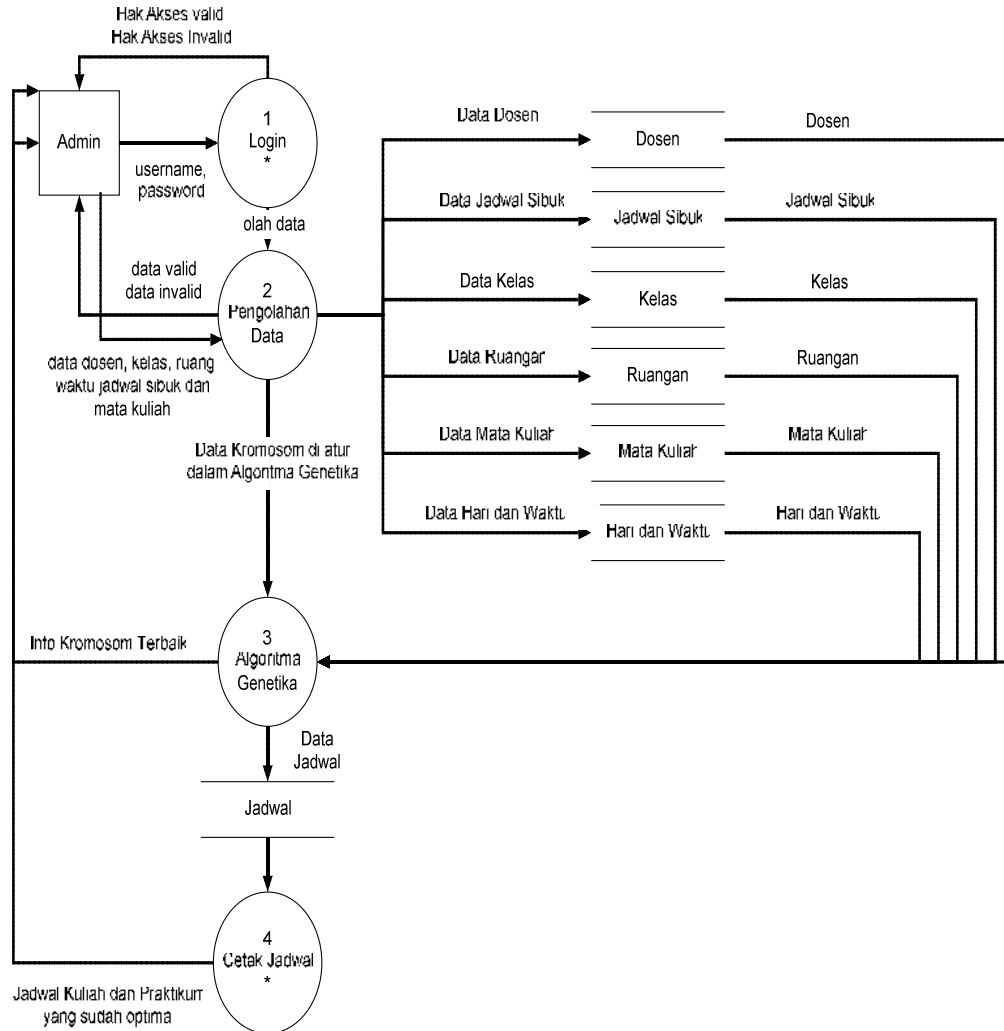 Hak Akses valid
Hak Akses Invalid
Admin
1
Login
*
username,
password
olah data
data valid
data invalid
2
Pengolahan
Data
data dosen, kelas, ruang
waktu jadwal sibuk dan
mata kuliah
Data Dosen
Dosen
Dosen
Data Jadwal Sibuk
Jadwal Sibuk
Jadwal Sibuk
Data Kelas
Kelas
Kelas
Data Ruangan
Ruangan
Ruangan
Data Mata Kuliah
Mata Kuliah
Mata Kuliah
Data Hari dan Waktu
Hari dan Waktu
Hari dan Waktu
Data Kromosom di atur
dalam Algoritma Genetika
Info Kromosom Terbaik
3
Algoritma
Genetika
Data
Jadwal
Jadwal
4
Cetak Jadwal
*
Jadwal Kuliah dan Praktikum
yang sudah optima